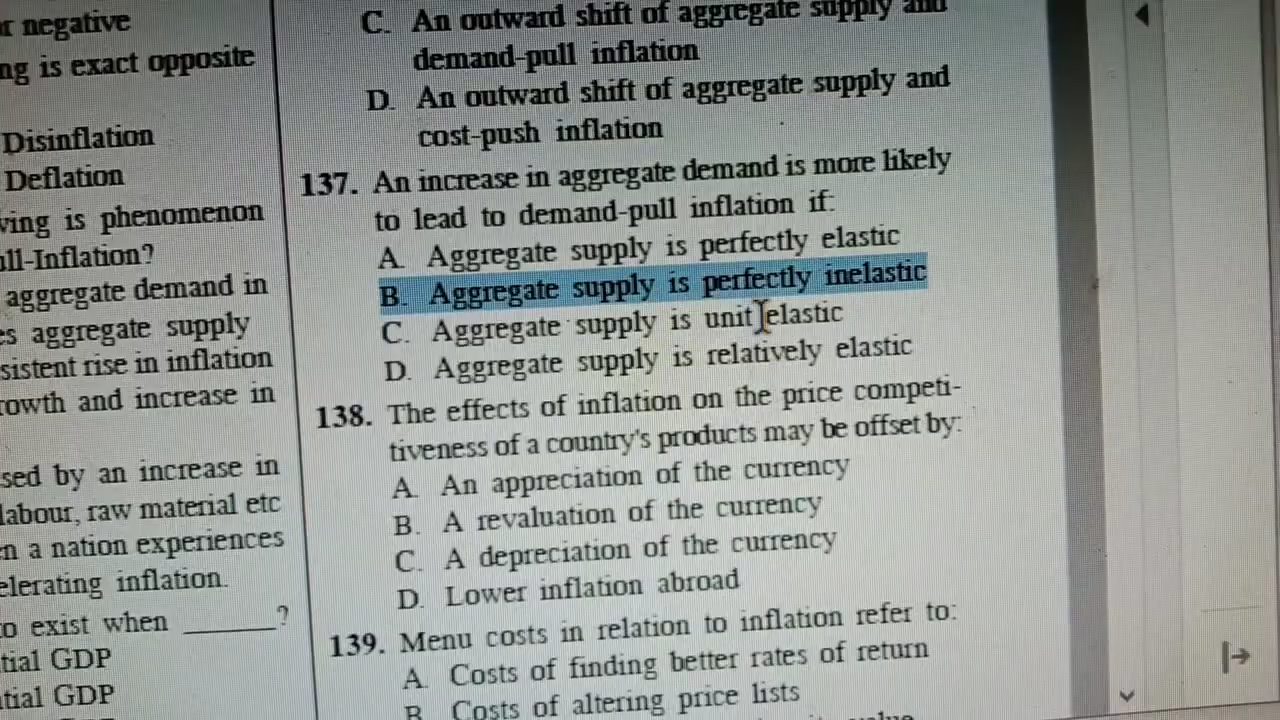 r negative
ng is exact opposite
Disinflation
Deflation
ving is phenomenon
ll-Inflation?
aggregate demand in
es aggregate supply
sistent rise in inflation
rowth and increase in
sed by an increase in
labour, raw material etc
n a nation experiences
elerating inflation.
o exist when ______?
tial GDP
tial GDP
C. An outward shift of aggregate supply and
demand-pull inflation
D. An outward shift of aggregate supply and
cost-push inflation
137. An increase in aggregate demand is more likely
to lead to demand-pull inflation if:
A. Aggregate supply is perfectly elastic
B. Aggregate supply is perfectly inelastic
C. Aggregate supply is unit elastic
D. Aggregate supply is relatively elastic
138. The effects of inflation on the price competi-
tiveness of a country's products may be offset by:
A. An appreciation of the currency
B. A revaluation of the currency
C. A depreciation of the currency
D. Lower inflation abroad
139. Menu costs in relation to inflation refer to:
A. Costs of finding better rates of return
B. Costs of altering price lists